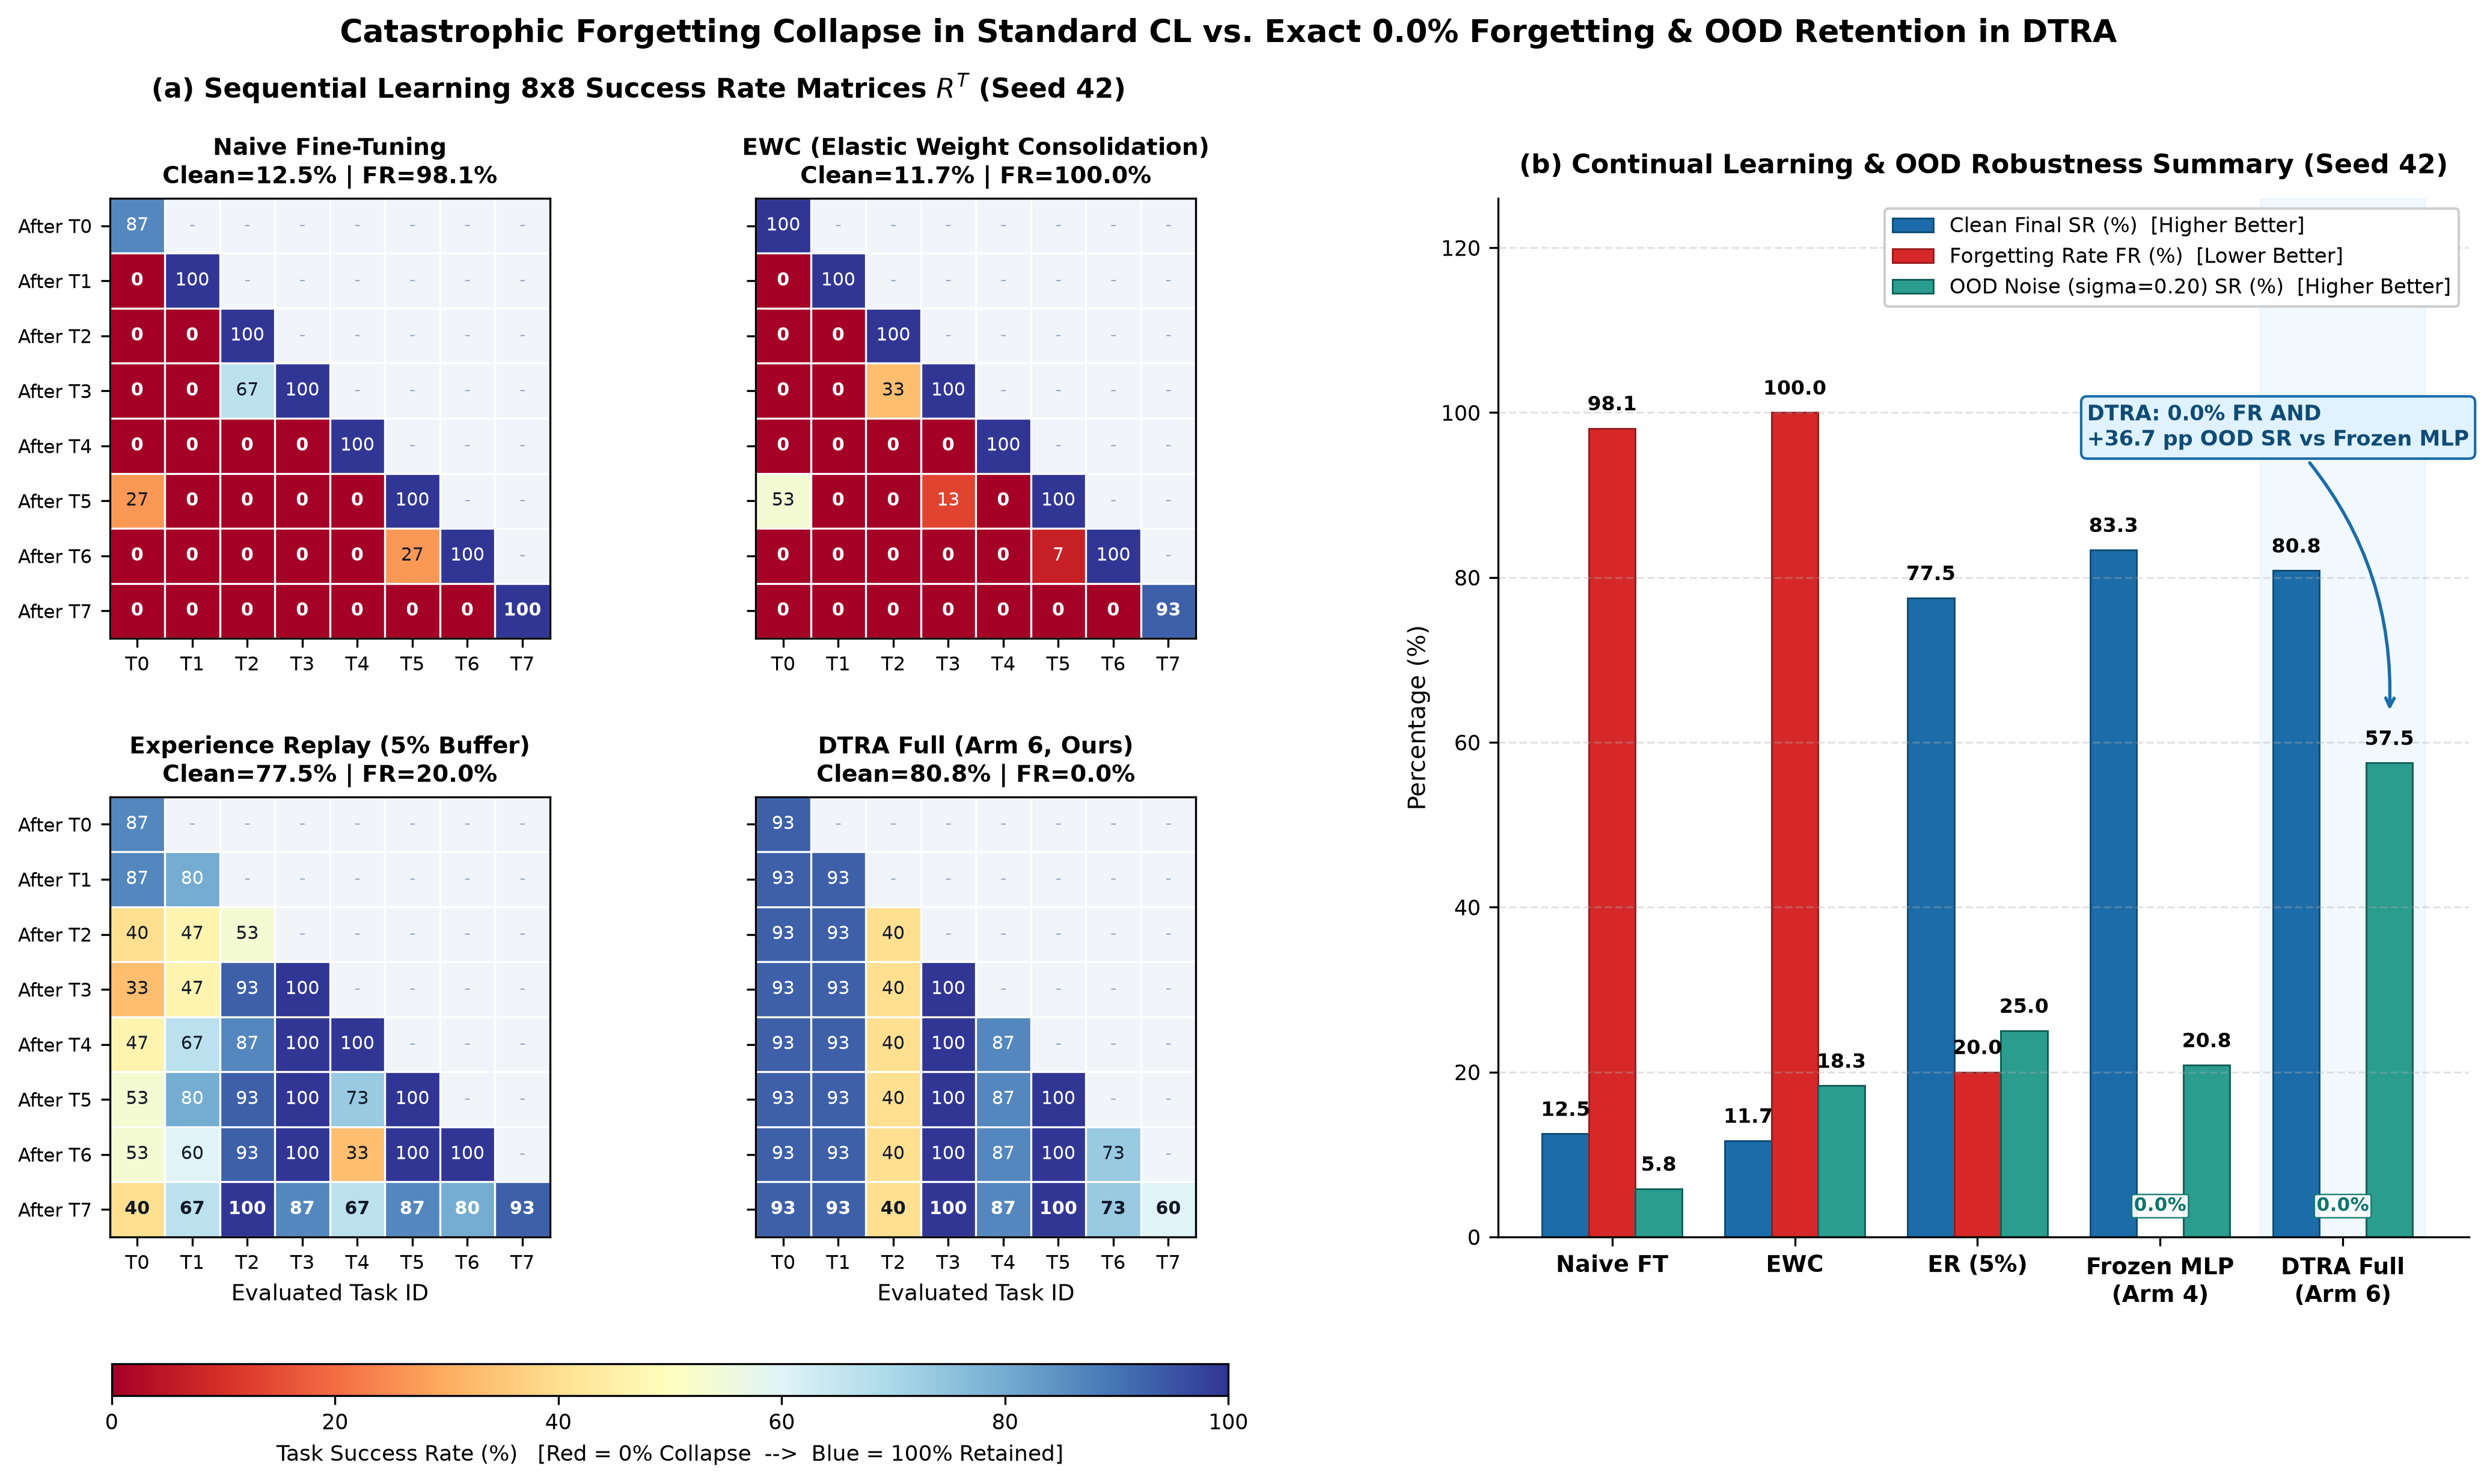 Catastrophic Forgetting Collapse in Standard CL vs. Exact 0.0% Forgetting & OOD Retention in DTRA
(a) Sequential Learning 8x8 Success Rate Matrices R^T (Seed 42)
Naive Fine-Tuning
Clean=12.5% | FR=98.1%
After T0 87 - - - - - - -
After T1 0 100 - - - - - -
After T2 0 0 100 - - - - -
After T3 0 0 67 100 - - - -
After T4 0 0 0 0 100 - - -
After T5 27 0 0 0 0 100 - -
After T6 0 0 0 0 0 27 100 -
After T7 0 0 0 0 0 0 0 100
T0 T1 T2 T3 T4 T5 T6 T7
EWC (Elastic Weight Consolidation)
Clean=11.7% | FR=100.0%
100 - - - - - - -
0 100 - - - - - -
0 0 100 - - - - -
0 0 33 100 - - - -
0 0 0 0 100 - - -
53 0 0 13 0 100 - -
0 0 0 0 0 7 100 -
0 0 0 0 0 0 0 93
T0 T1 T2 T3 T4 T5 T6 T7
Experience Replay (5% Buffer)
Clean=77.5% | FR=20.0%
After T0 87 - - - - - - -
After T1 87 80 - - - - - -
After T2 40 47 53 - - - - -
After T3 33 47 93 100 - - - -
After T4 47 67 87 100 100 - - -
After T5 53 80 93 100 73 100 - -
After T6 53 60 93 100 33 100 100 -
After T7 40 67 100 87 67 87 80 93
T0 T1 T2 T3 T4 T5 T6 T7
Evaluated Task ID
DTRA Full (Arm 6, Ours)
Clean=80.8% | FR=0.0%
93 - - - - - - -
93 93 - - - - - -
93 93 40 - - - - -
93 93 40 100 - - - -
93 93 40 100 87 - - -
93 93 40 100 87 100 - -
93 93 40 100 87 100 73 -
93 93 40 100 87 100 73 60
T0 T1 T2 T3 T4 T5 T6 T7
Evaluated Task ID
0 20 40 60 80 100
Task Success Rate (%) [Red = 0% Collapse --> Blue = 100% Retained]
(b) Continual Learning & OOD Robustness Summary (Seed 42)
Clean Final SR (%) [Higher Better]
Forgetting Rate FR (%) [Lower Better]
OOD Noise (sigma=0.20) SR (%) [Higher Better]
DTRA: 0.0% FR AND
+36.7 pp OOD SR vs Frozen MLP
Percentage (%)
120
100
80
60
40
20
0
12.5 98.1 5.8
11.7 100.0 18.3
77.5 20.0 25.0
83.3 0.0% 20.8
80.8 0.0% 57.5
Naive FT
EWC
ER (5%)
Frozen MLP
(Arm 4)
DTRA Full
(Arm 6)